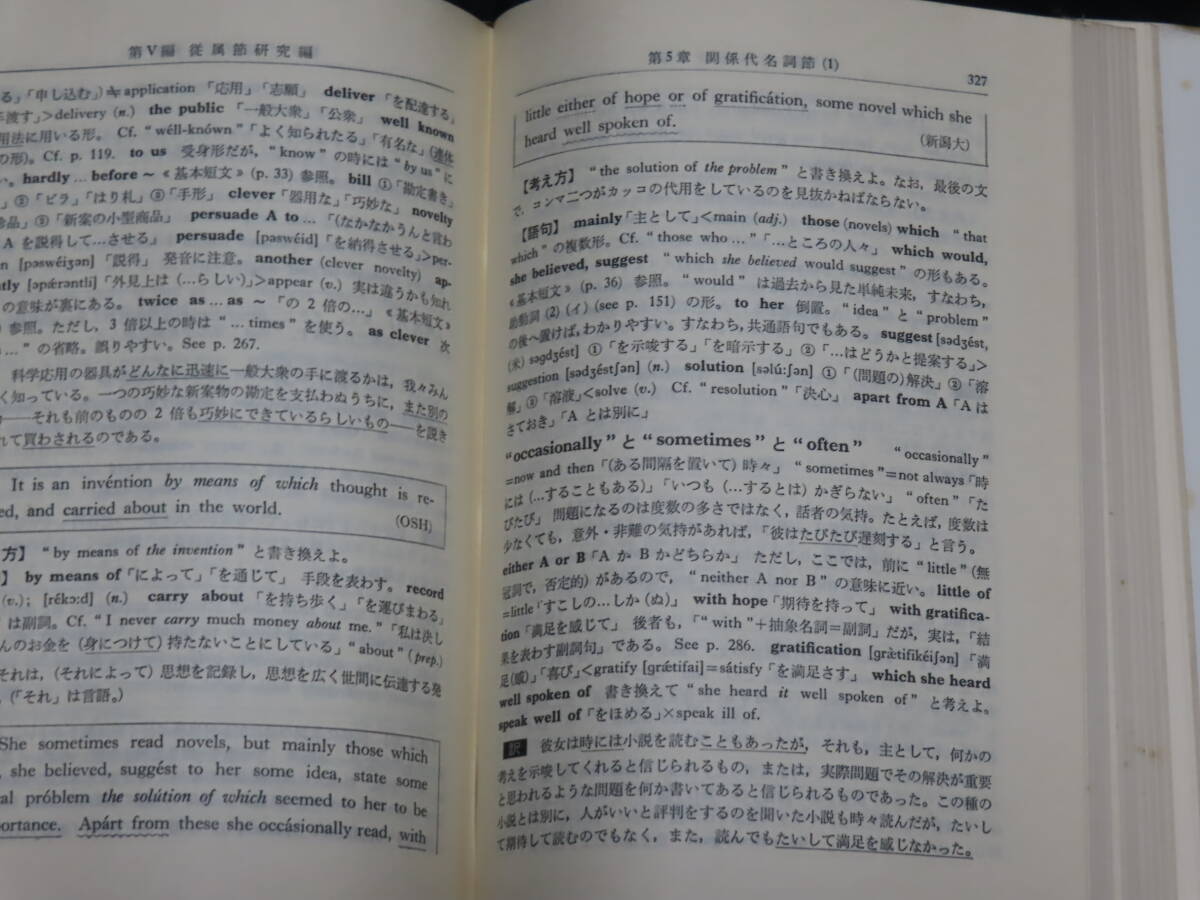 第V編 従属節研究編
る」「申し込む」)≒application 「応用」「志願」 deliver 「を配達する」
渡す」>delivery (n.) the public 「一般大衆」「公衆」 well known
用法に用いる形。 Cf. "wéll-knówn"「よく知られたる」「有名な」(連体
の形)。Cf. p. 119. to us 受身形だが，"know" の時には "by us" に
い。hardly ... before～ ≪基本短文≫ (p. 33) 参照。 bill ①「勘定書き」
」②「ビラ」「はり札」③「手形」 clever 「器用な」「巧妙な」 novelty
品」③「新案の小型商品」 persuade A to ... 「(なかなかうんと言わ
A を説得して…させる」 persuade [pəswéid]「を納得させる」>per-
n [pəswéiʒən]「説得」 発音に注意。 another (clever novelty) ap-
ntly [əpǽrəntli]「外見上は (…らしい)」>appear (v.) 実は違うかも知れ
の意味が裏にある。 twice as ... as ～「の 2 倍の…」≪基本短文≫
) 参照。ただし，3 倍以上の時は "... times" を使う。 as clever 次
..." の省略。誤りやすい。See p. 267.
科学応用の器具がどんなに迅速に一般大衆の手に渡るかは，我々みん
く知っている。一つの巧妙な新案物の勘定を支払わぬうちに，また別の
——それも前のものの 2 倍も巧妙にできているらしいもの——を説き
れて買わされるのである。
It is an invéntion by means of which thought is re-
ed, and carried about in the world.
(OSH)
方】 "by means of the invention" と書き換えよ。
】 by means of「によって」「を通じて」 手段を表わす。 record
(v.); [rékɔ:d] (n.) carry about 「を持ち歩く」「を運びまわる」
は副詞。Cf. "I never carry much money about me."「私は決し
んのお金を (身につけて) 持たないことにしている」"about" (prep.)
それは，(それによって) 思想を記録し，思想を広く世間に伝達する発
。(「それ」は言語。)
She sometimes read novels, but mainly those which
, she believed, suggést to her some idea, state some
al próblem the solútion of which seemed to her to be
portance. Apárt from these she occásionally read, with
第5章 関係代名詞節 (1)
327
little either of hope or of gratificátion, some novel which she
heard well spoken of.
(新潟大)
【考え方】 "the solution of the problem" と書き換えよ。なお，最後の文
で，コンマ二つがカッコの代用をしているのを見抜かねばならない。
【語句】 mainly「主として」<main (adj.) those (novels) which "that
which" の複数形。Cf. "those who ..."「…ところの人々」 which would,
she believed, suggest "which she believed would suggest" の形もある。
≪基本短文≫ (p. 36) 参照。 "would" は過去から見た単純未来，すなわち，
助動詞 (2) (イ) (see p. 151) の形。 to her 倒置。 "idea" と "problem"
の後へ置けば，わかりやすい。すなわち，共通語句でもある。 suggest [sədʒést,
(米) səgdʒést] ①「を示唆する」「を暗示する」②「…はどうかと提案する」>
suggestion [sədʒéstʃən] (n.) solution [səlú:ʃən] ①「(問題の)解決」②「溶
解」③「溶液」<solve (v.) Cf. "resolution"「決心」 apart from A「A は
さておき」「A とは別に」
"occasionally" と "sometimes" と "often" "occasionally"
=now and then「(ある間隔を置いて) 時々」 "sometimes"=not always「時
には (…することもある)」「いつも (…するとは) かぎらない」 "often"「た
びたび」 問題になるのは度数の多さではなく，話者の気持。たとえば，度数は
少なくても，意外・非難の気持があれば，「彼はたびたび遅刻する」と言う。
either A or B「A か B かどちらか」 ただし，ここでは，前に "little" (無
冠詞で，否定的) があるので， "neither A nor B" の意味に近い。 little of
=little「すこしの…しか (ぬ)」 with hope「期待を持って」 with gratifica-
tion「満足を感じて」 後者も，「"with"+抽象名詞=副詞」だが，実は，「結
果を表わす副詞句」である。 See p. 286. gratification [græ̀tifikéiʃən]「満
足(感)」「喜び」<gratify [grǽtifai]=sátisfy「を満足さす」 which she heard
well spoken of 書き換えて "she heard it well spoken of" と考えよ。
speak well of「をほめる」×speak ill of.
訳 彼女は時には小説を読むこともあったが，それも，主として，何かの
考えを示唆してくれると信じられるもの，または，実際問題でその解決が重要
と思われるような問題を何か書いてあると信じられるものであった。この種の
小説とは別に，人がいいと評判をするのを聞いた小説も時々読んだが，たいし
て期待して読むのでもなく，また，読んでもたいして満足を感じなかった。